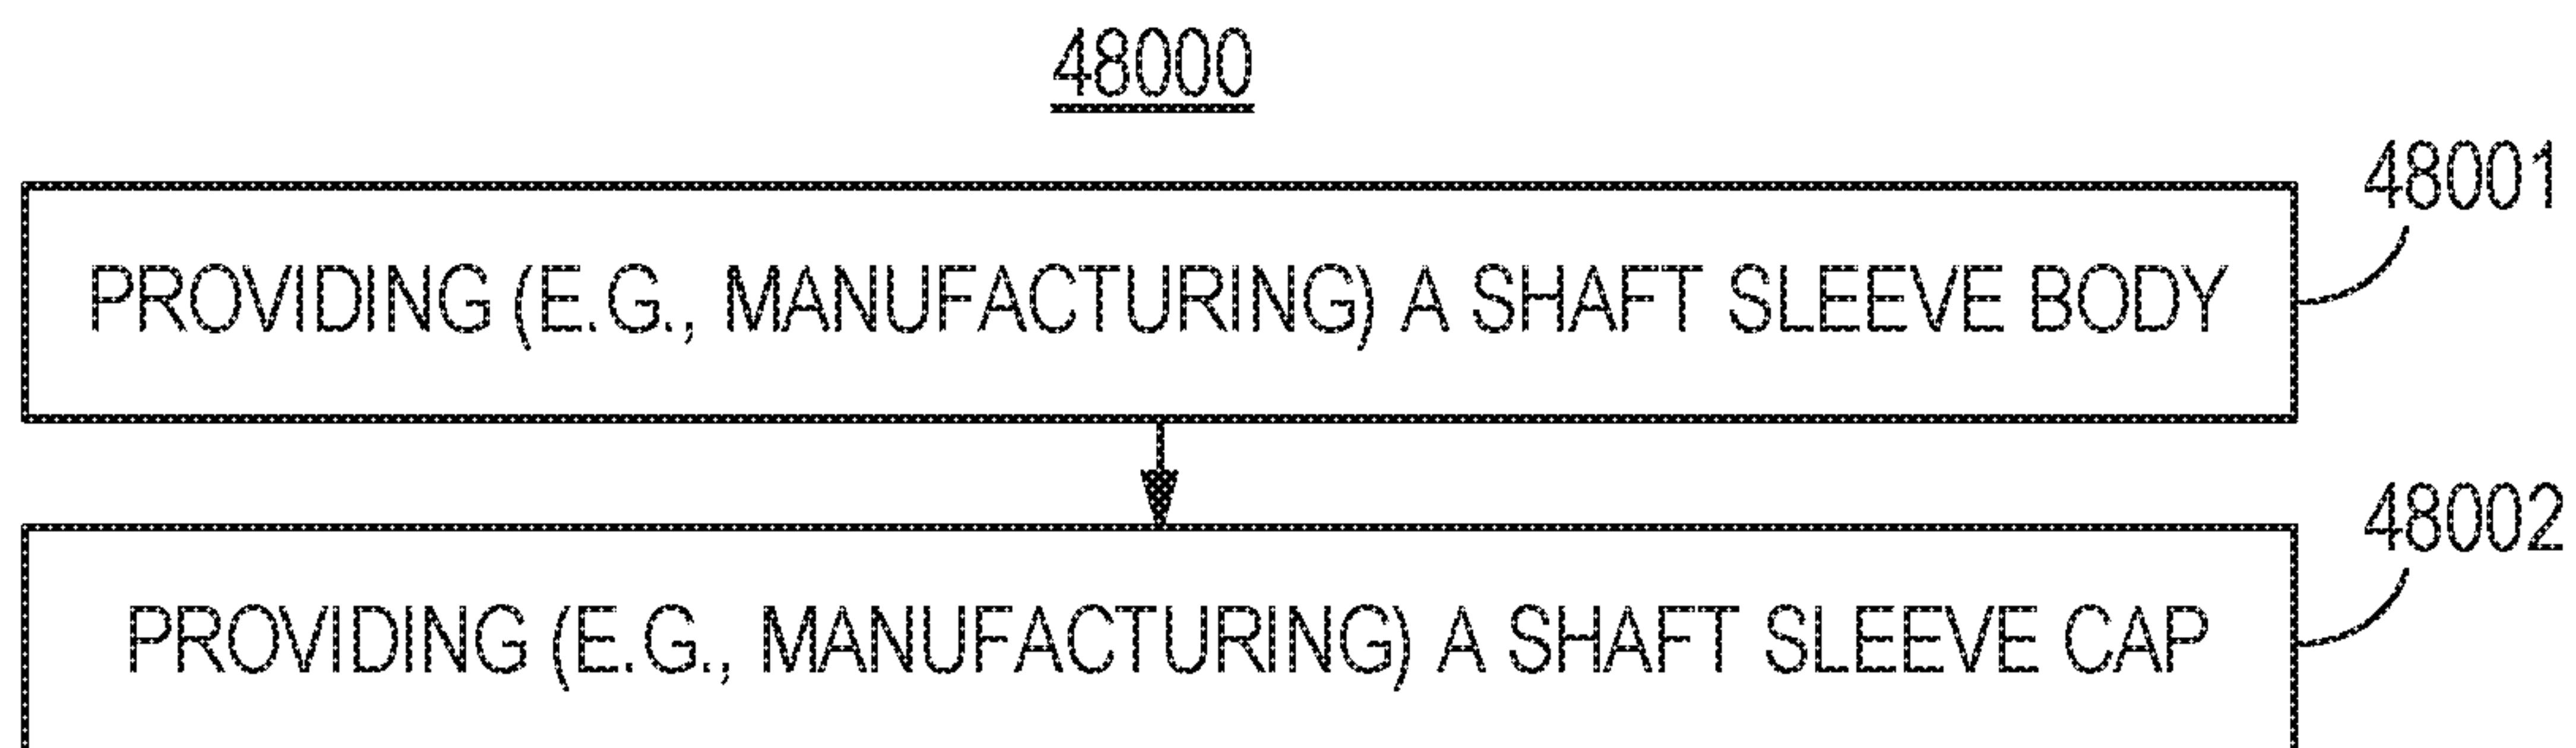 48000
48001
PROVIDING (E.G., MANUFACTURING) A SHAFT SLEEVE BODY
48002
PROVIDING (E.G., MANUFACTURING) A SHAFT SLEEVE CAP